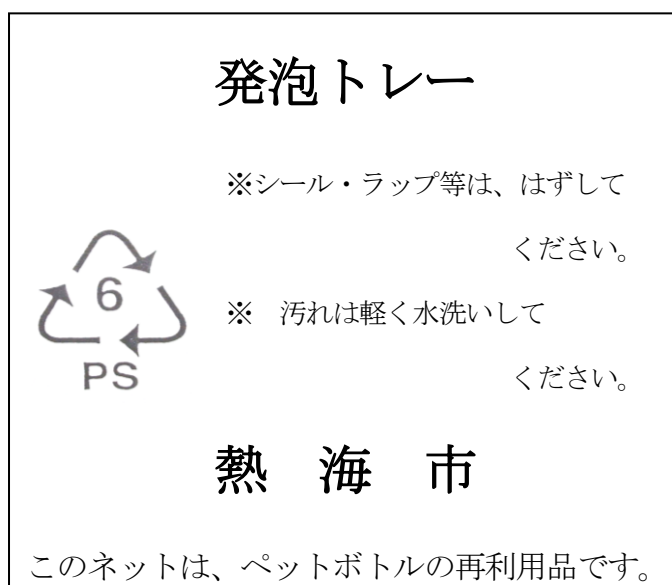 発泡トレー
※シール・ラップ等は、はずして
ください。
6
PS
※　汚れは軽く水洗いして
ください。
熱　海　市
このネットは、ペットボトルの再利用品です。